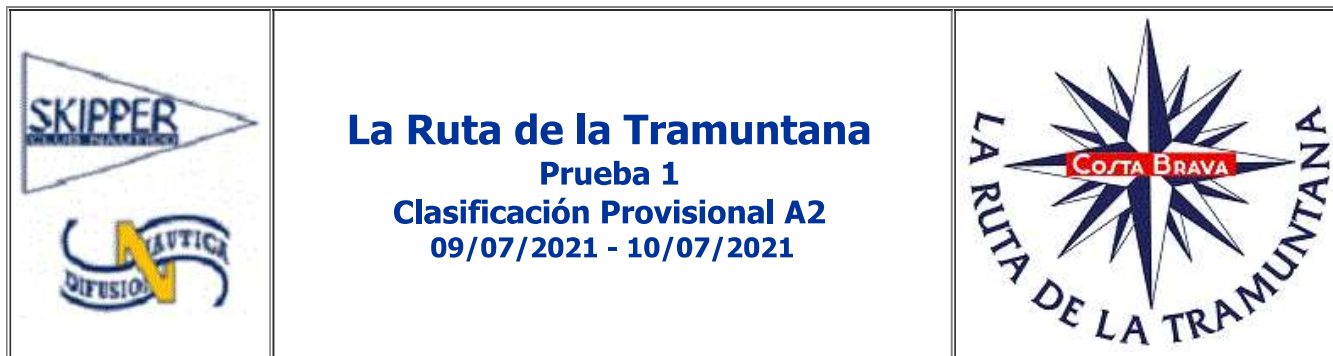 SKIPPER
CLUB NAUTICO
NAUTICA
DIFUSION
La Ruta de la Tramuntana
Prueba 1
Clasificación Provisional A2
09/07/2021 - 10/07/2021
COSTA BRAVA
LA RUTA DE LA TRAMUNTANA